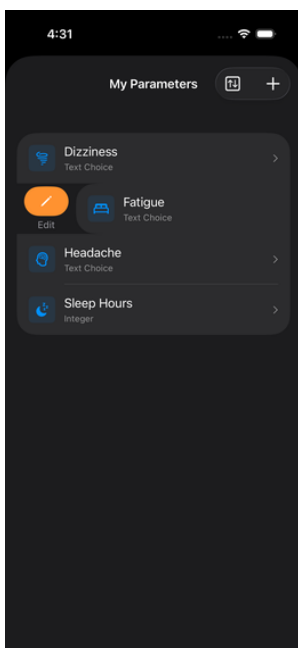 4:31
My Parameters
Dizziness
Text Choice
Edit
Fatigue
Text Choice
Headache
Text Choice
Sleep Hours
Integer